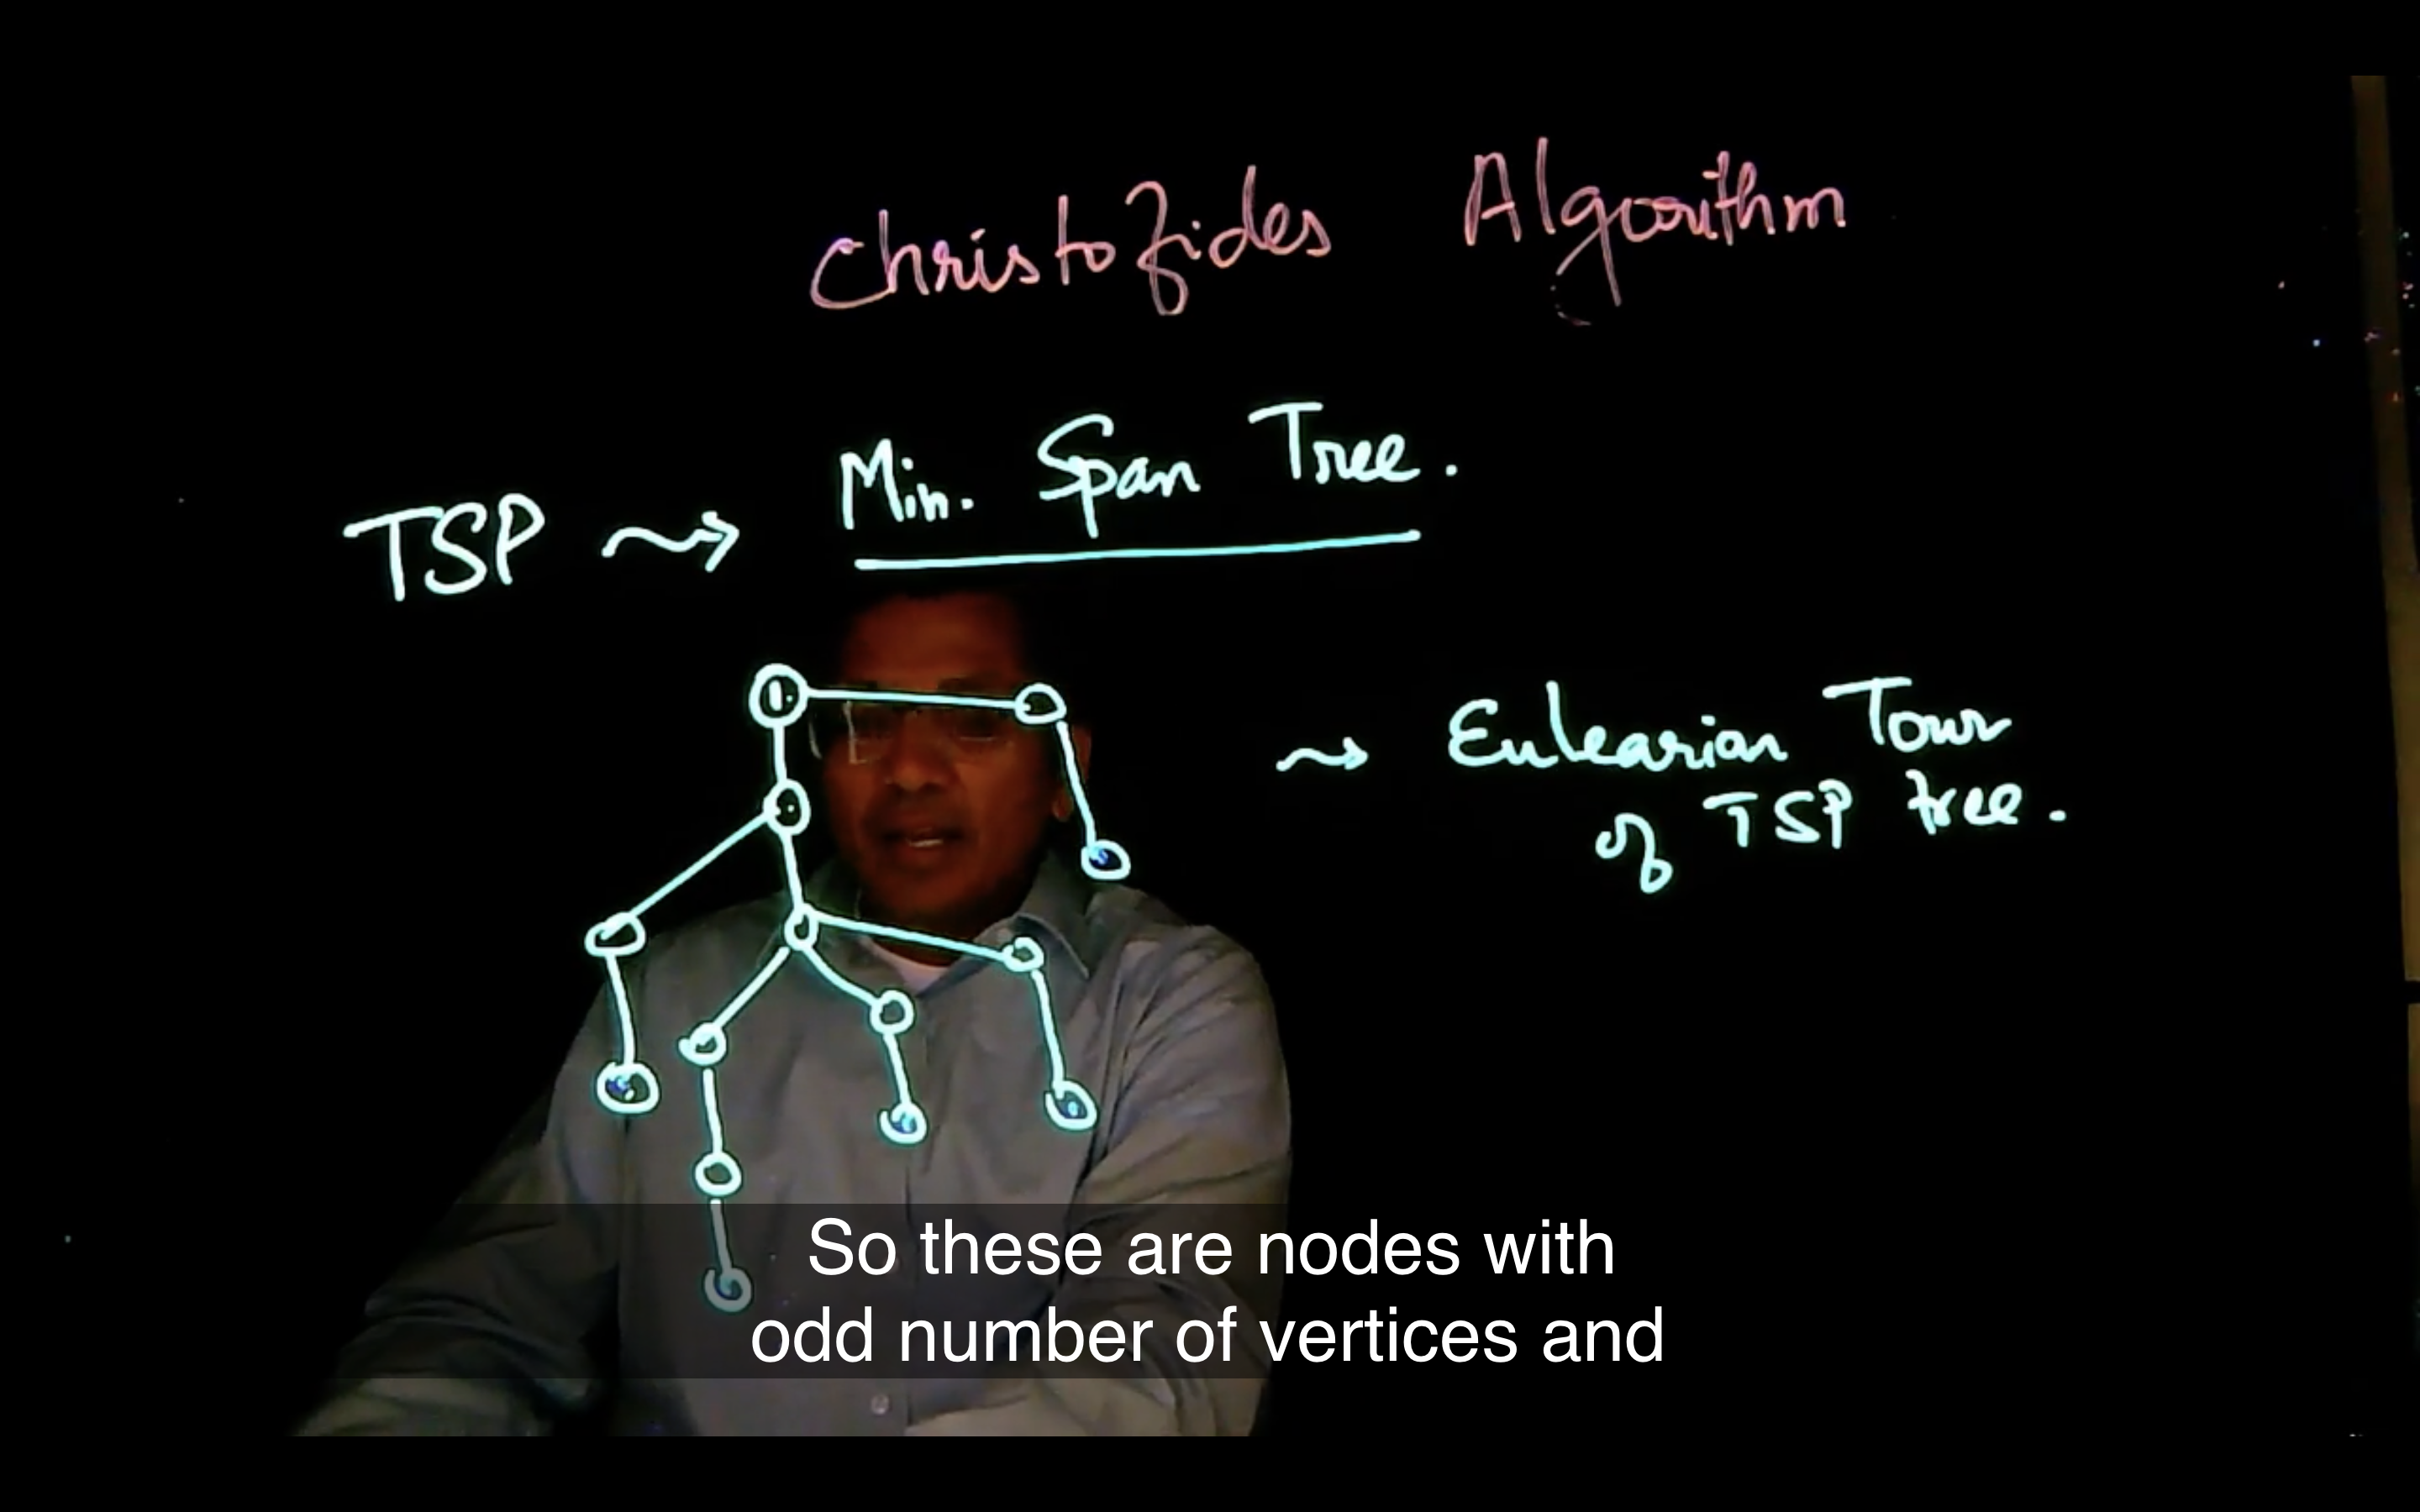 Christofides Algorithm
TSP Min. Span Tree.
1
Eulearian Tour
of TSP tree.
So these are nodes with
odd number of vertices and